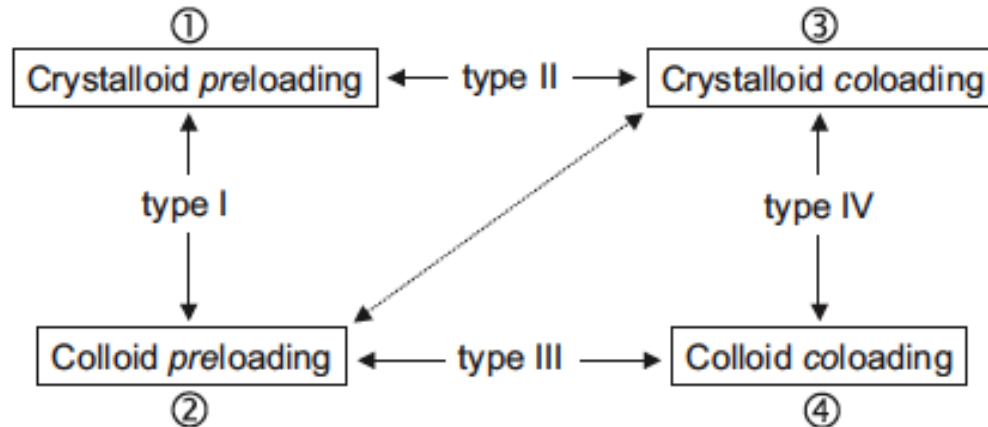 ① ③
Crystalloid preloading type II Crystalloid coloading
type I type IV
Colloid preloading type III Colloid coloading
② ④